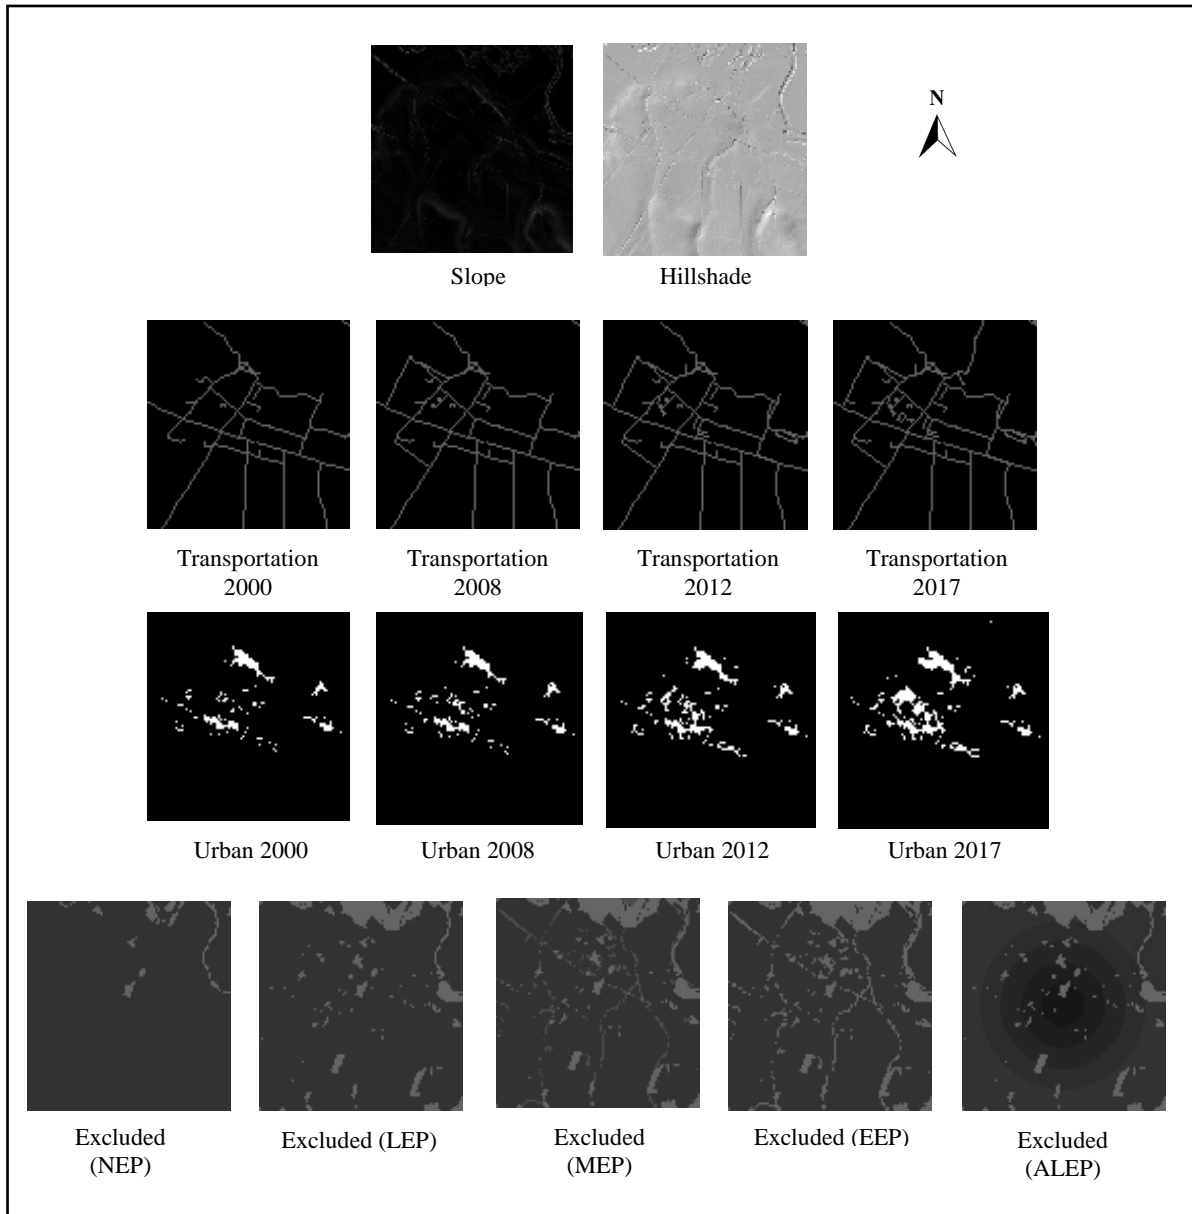 N
Slope
Hillshade
Transportation
2000
Transportation
2008
Transportation
2012
Transportation
2017
Urban 2000
Urban 2008
Urban 2012
Urban 2017
Excluded
(NEP)
Excluded (LEP)
Excluded
(MEP)
Excluded (EEP)
Excluded
(ALEP)